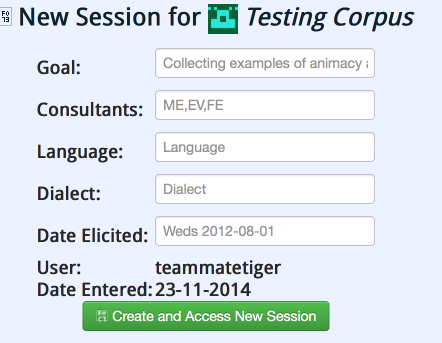 New Session for Testing Corpus
Goal: Collecting examples of animacy
Consultants: ME,EV,FE
Language: Language
Dialect: Dialect
Date Elicited: Weds 2012-08-01
User: teammatetiger
Date Entered: 23-11-2014
Create and Access New Session